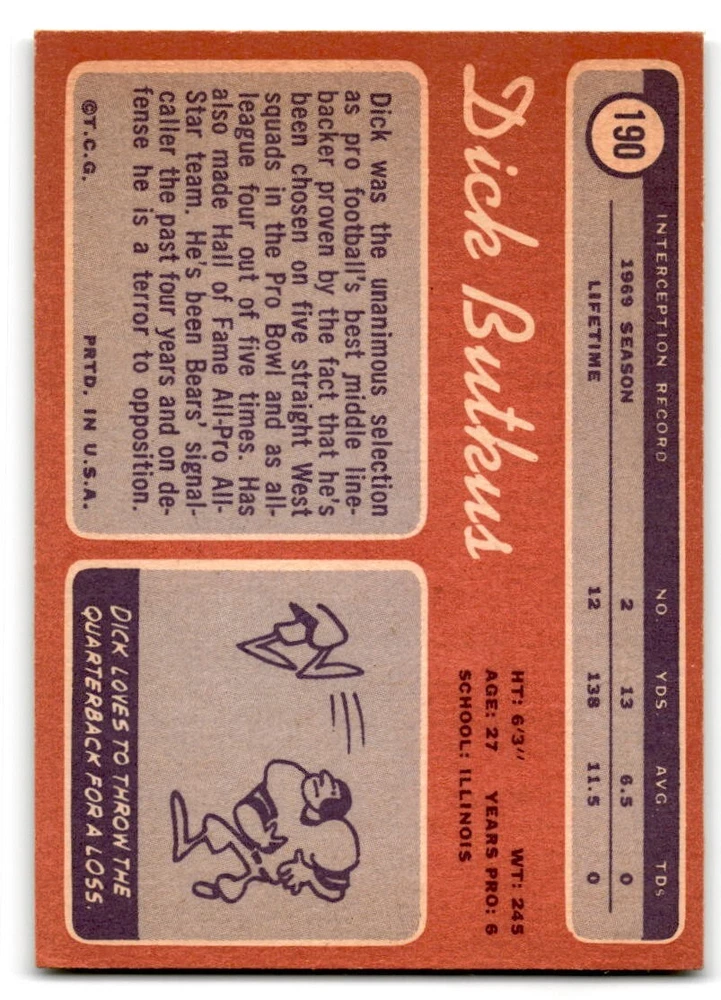 190
INTERCEPTION RECORD NO. YDS. AVG. TDs
1969 SEASON 2 13 6.5 0
LIFETIME 12 138 11.5 0
Dick Butkus
HT: 6'3" WT: 245
AGE: 27 YEARS PRO: 6
SCHOOL: ILLINOIS
Dick was the unanimous selection
as pro football's best middle line-
backer proven by the fact that he's
been chosen on five straight West
squads in the Pro Bowl and as all-
league four out of five times. Has
also made Hall of Fame All-Pro All-
Star team. He's been Bears' signal-
caller the past four years and on de-
fense he is a terror to opposition.
©T.C.G. PRTD. IN U.S.A.
DICK LOVES TO THROW THE
QUARTERBACK FOR A LOSS.